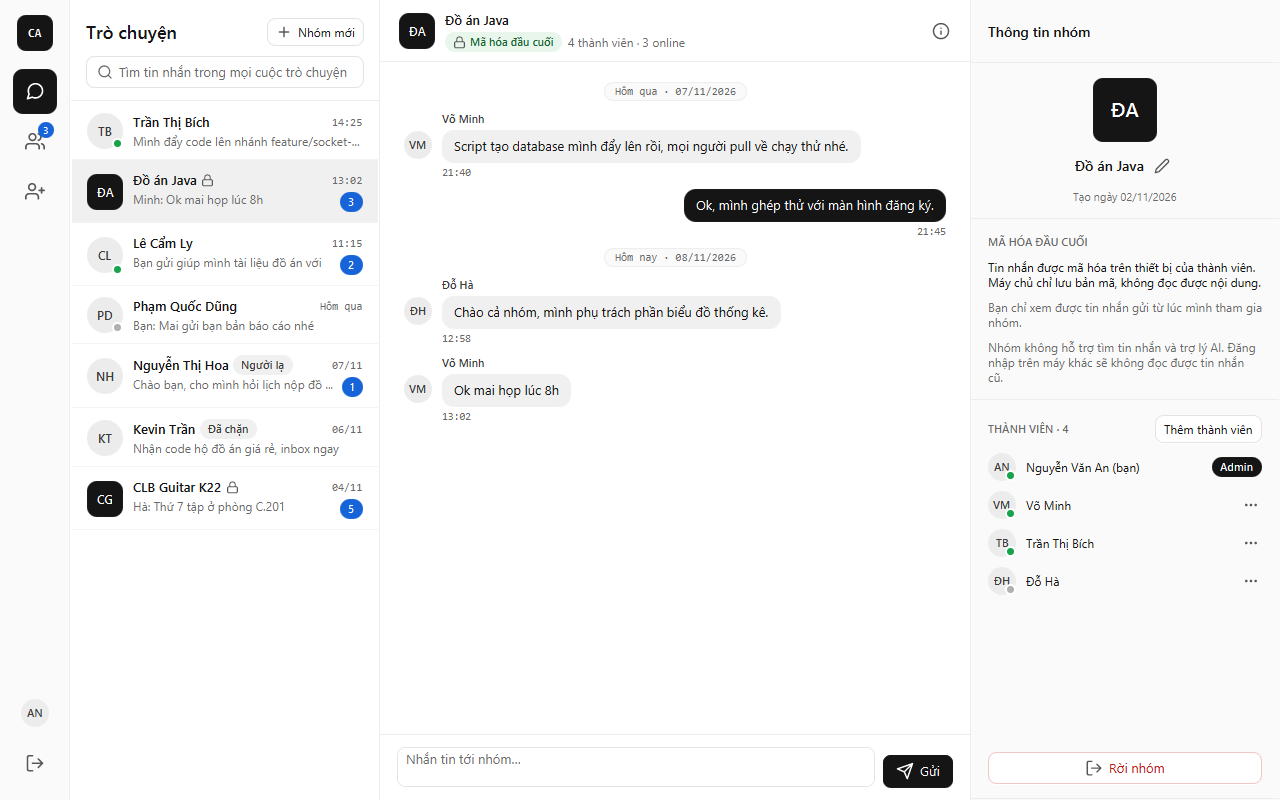 CA
3
AN
Trò chuyện
Nhóm mới
Tìm tin nhắn trong mọi cuộc trò chuyện
TB
Trần Thị Bích
14:25
Mình đẩy code lên nhánh feature/socket-...
ĐA
Đồ án Java
13:02
Minh: Ok mai họp lúc 8h
3
CL
Lê Cẩm Ly
11:15
Bạn gửi giúp mình tài liệu đồ án với
2
PD
Phạm Quốc Dũng
Hôm qua
Bạn: Mai gửi bạn bản báo cáo nhé
NH
Nguyễn Thị Hoa
Người lạ
07/11
Chào bạn, cho mình hỏi lịch nộp đồ ...
1
KT
Kevin Trần
Đã chặn
06/11
Nhận code hộ đồ án giá rẻ, inbox ngay
CG
CLB Guitar K22
04/11
Hà: Thứ 7 tập ở phòng C.201
5
ĐA
Đồ án Java
Mã hóa đầu cuối
4 thành viên · 3 online
Hôm qua · 07/11/2026
Võ Minh
VM
Script tạo database mình đẩy lên rồi, mọi người pull về chạy thử nhé.
21:40
Ok, mình ghép thử với màn hình đăng ký.
21:45
Hôm nay · 08/11/2026
Đỗ Hà
ĐH
Chào cả nhóm, mình phụ trách phần biểu đồ thống kê.
12:58
Võ Minh
VM
Ok mai họp lúc 8h
13:02
Nhắn tin tới nhóm...
Gửi
Thông tin nhóm
ĐA
Đồ án Java
Tạo ngày 02/11/2026
MÃ HÓA ĐẦU CUỐI
Tin nhắn được mã hóa trên thiết bị của thành viên.
Máy chủ chỉ lưu bản mã, không đọc được nội dung.
Bạn chỉ xem được tin nhắn gửi từ lúc mình tham gia
nhóm.
Nhóm không hỗ trợ tìm tin nhắn và trợ lý AI. Đăng
nhập trên máy khác sẽ không đọc được tin nhắn
cũ.
THÀNH VIÊN · 4
Thêm thành viên
AN
Nguyễn Văn An (bạn)
Admin
VM
Võ Minh
TB
Trần Thị Bích
ĐH
Đỗ Hà
Rời nhóm